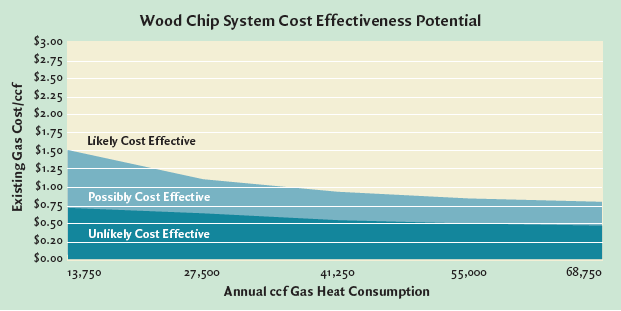 Wood Chip System Cost Effectiveness Potential
Existing Gas Cost/ccf
$3.00
$2.75
$2.50
$2.25
$2.00
$1.75
$1.50
$1.25
$1.00
$0.75
$0.50
$0.20
$0.00
Likely Cost Effective
Possibly Cost Effective
Unlikely Cost Effective
13,750 27,500 41,250 55,000 68,750
Annual ccf Gas Heat Consumption